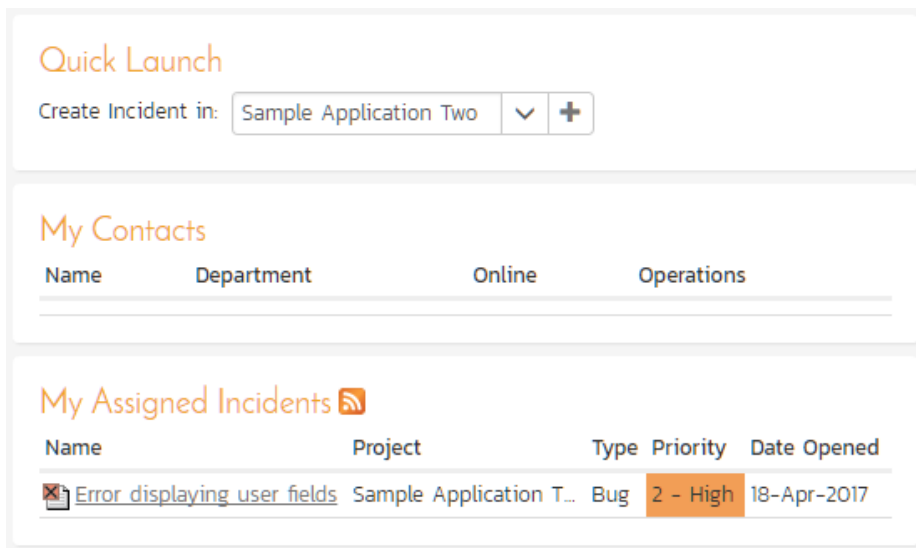 Quick Launch
Create Incident in: Sample Application Two
My Contacts
Name Department Online Operations
My Assigned Incidents
Name Project Type Priority Date Opened
Error displaying user fields Sample Application T... Bug 2 - High 18-Apr-2017